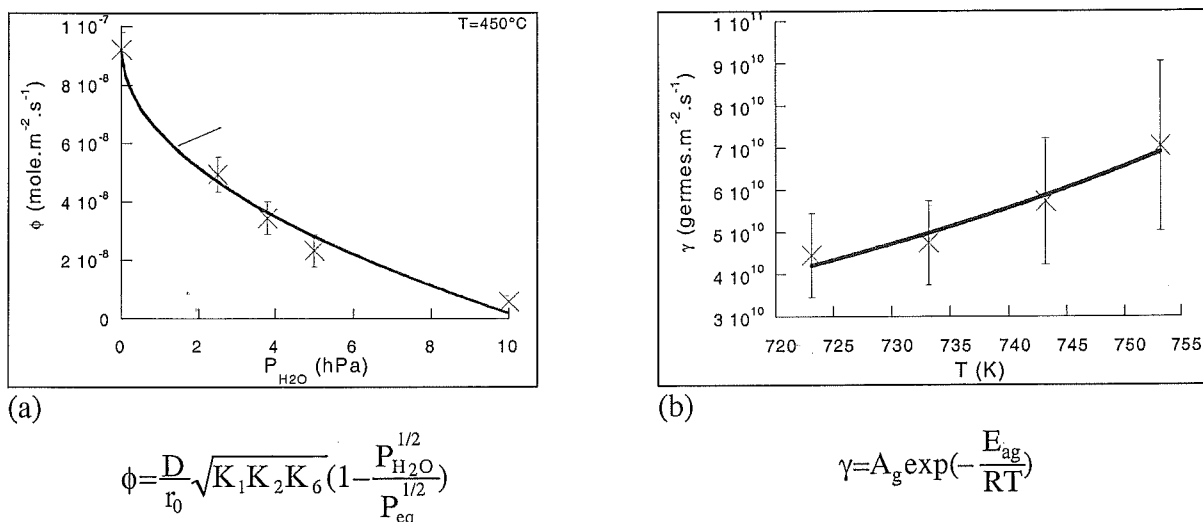 T=450°C
φ (mole.m⁻².s⁻¹)
1 10⁻⁷
8 10⁻⁸
6 10⁻⁸
4 10⁻⁸
2 10⁻⁸
0
0 2 4 6 8 10
P_H2O (hPa)
(a)
φ=D/r₀ √K₁K₂K₆(1−P_H₂O^1/2/P_eq^1/2)
γ (germes.m⁻².s⁻¹)
1 10¹¹
9 10¹⁰
8 10¹⁰
7 10¹⁰
6 10¹⁰
5 10¹⁰
4 10¹⁰
3 10¹⁰
720 725 730 735 740 745 750 755
T (K)
(b)
γ=A_g exp(−E_ag/RT)